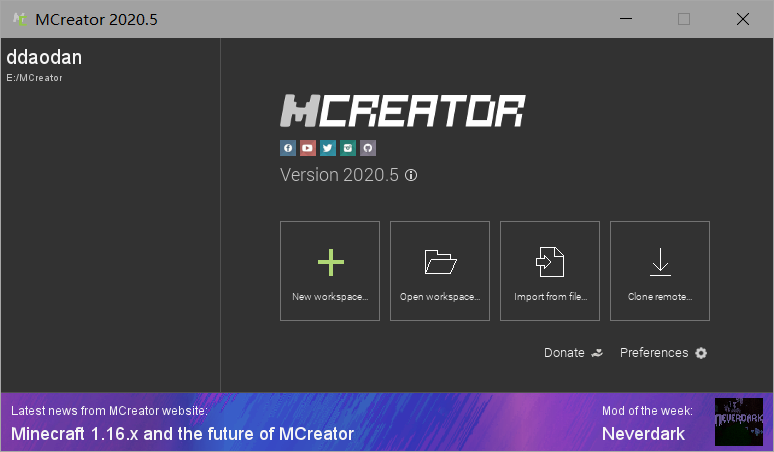 MCreator 2020.5
ddaodan
E:/MCreator
MCREATOR
Version 2020.5
New workspace...
Open workspace...
Import from file...
Clone remote...
Donate
Preferences
Latest news from MCreator website:
Minecraft 1.16.x and the future of MCreator
Mod of the week:
Neverdark
NEVERDARK